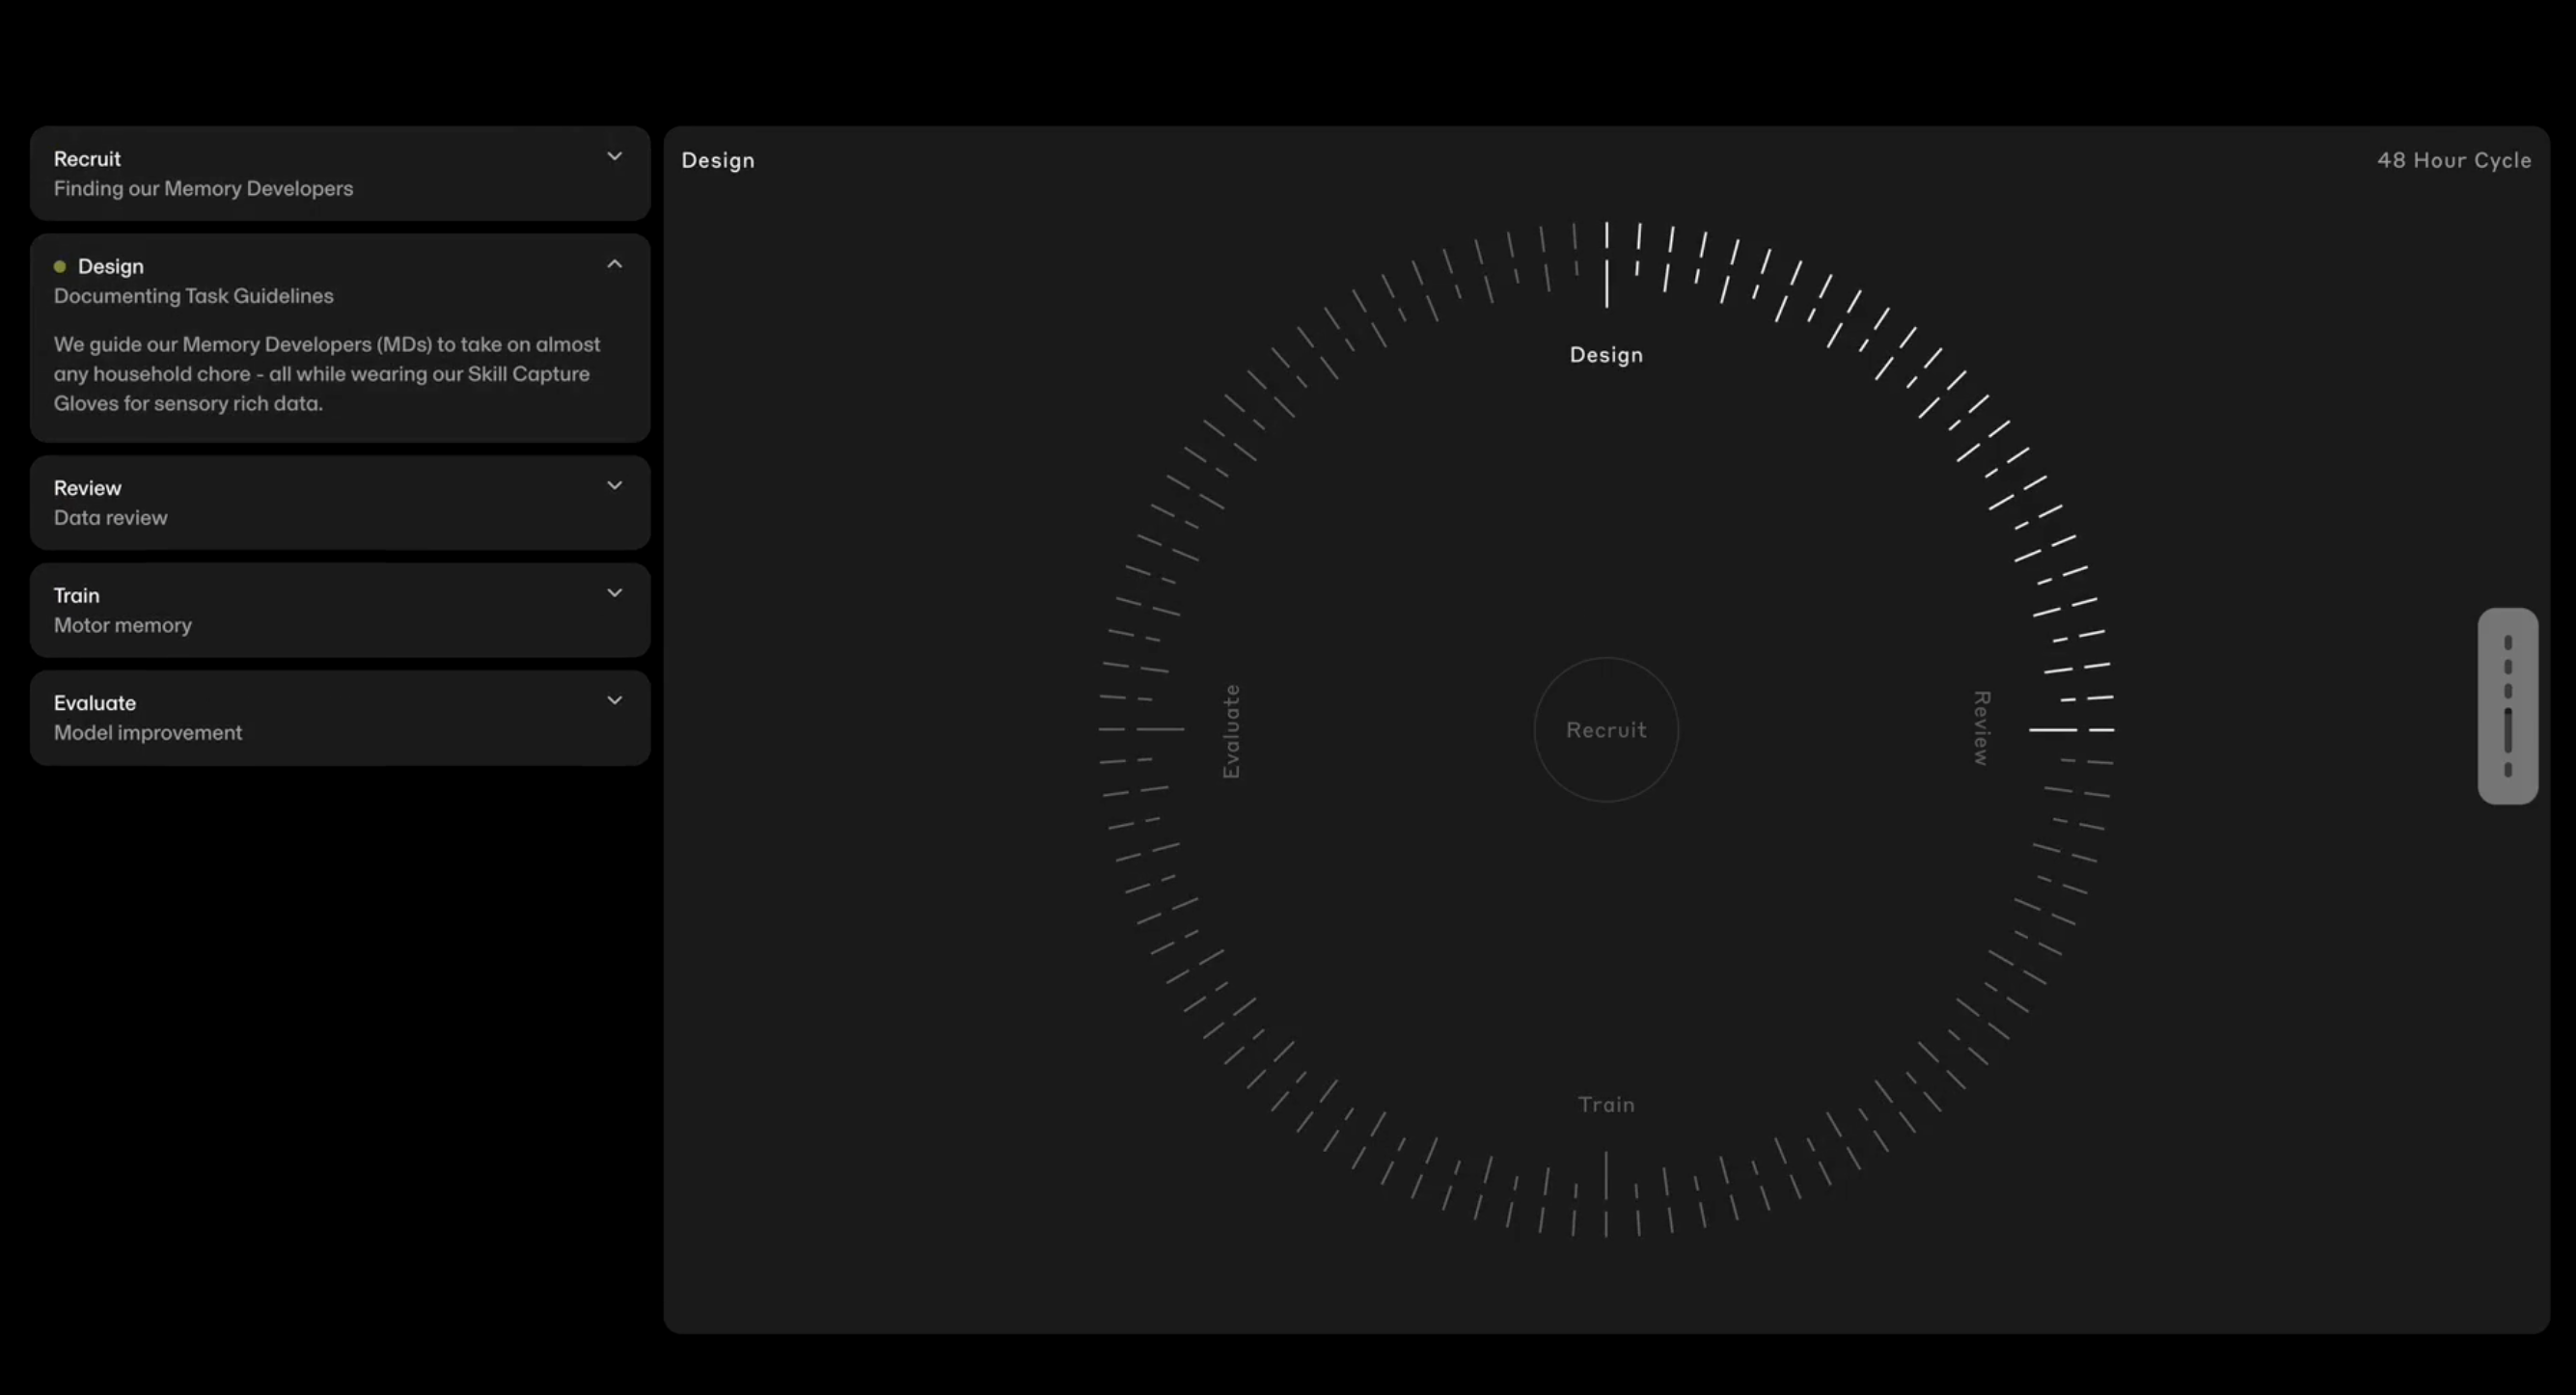 Recruit
Finding our Memory Developers
Design
Documenting Task Guidelines
We guide our Memory Developers (MDs) to take on almost
any household chore - all while wearing our Skill Capture
Gloves for sensory rich data.
Review
Data review
Train
Motor memory
Evaluate
Model improvement
Design
48 Hour Cycle
Design
Evaluate
Recruit
Review
Train